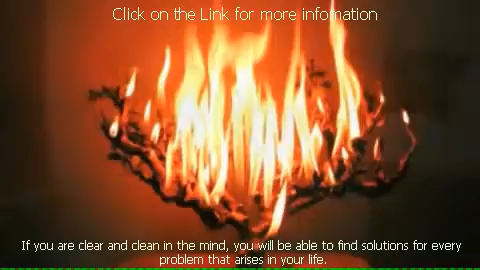 Click on the Link for more infomation
If you are clear and clean in the mind, you will be able to find solutions for every
problem that arises in your life.